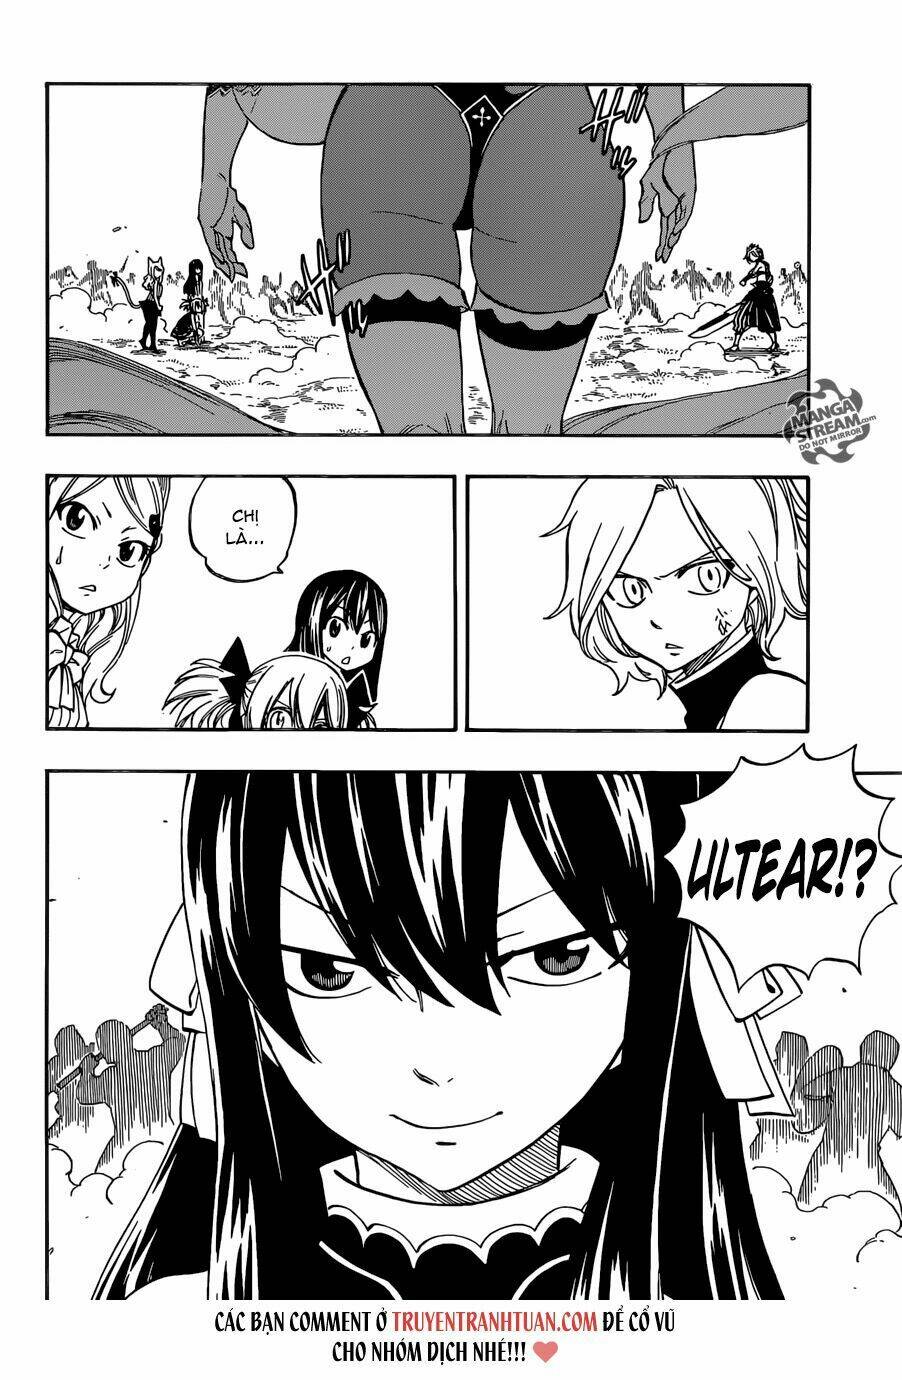 MANGA
STREAM.com
DO NOT MIRROR
CHỊ
LÀ...
ULTEAR!?
CÁC BẠN COMMENT Ở TRUYENTRANHTUAN.COM ĐỂ CỔ VŨ
CHO NHÓM DỊCH NHÉ!!!